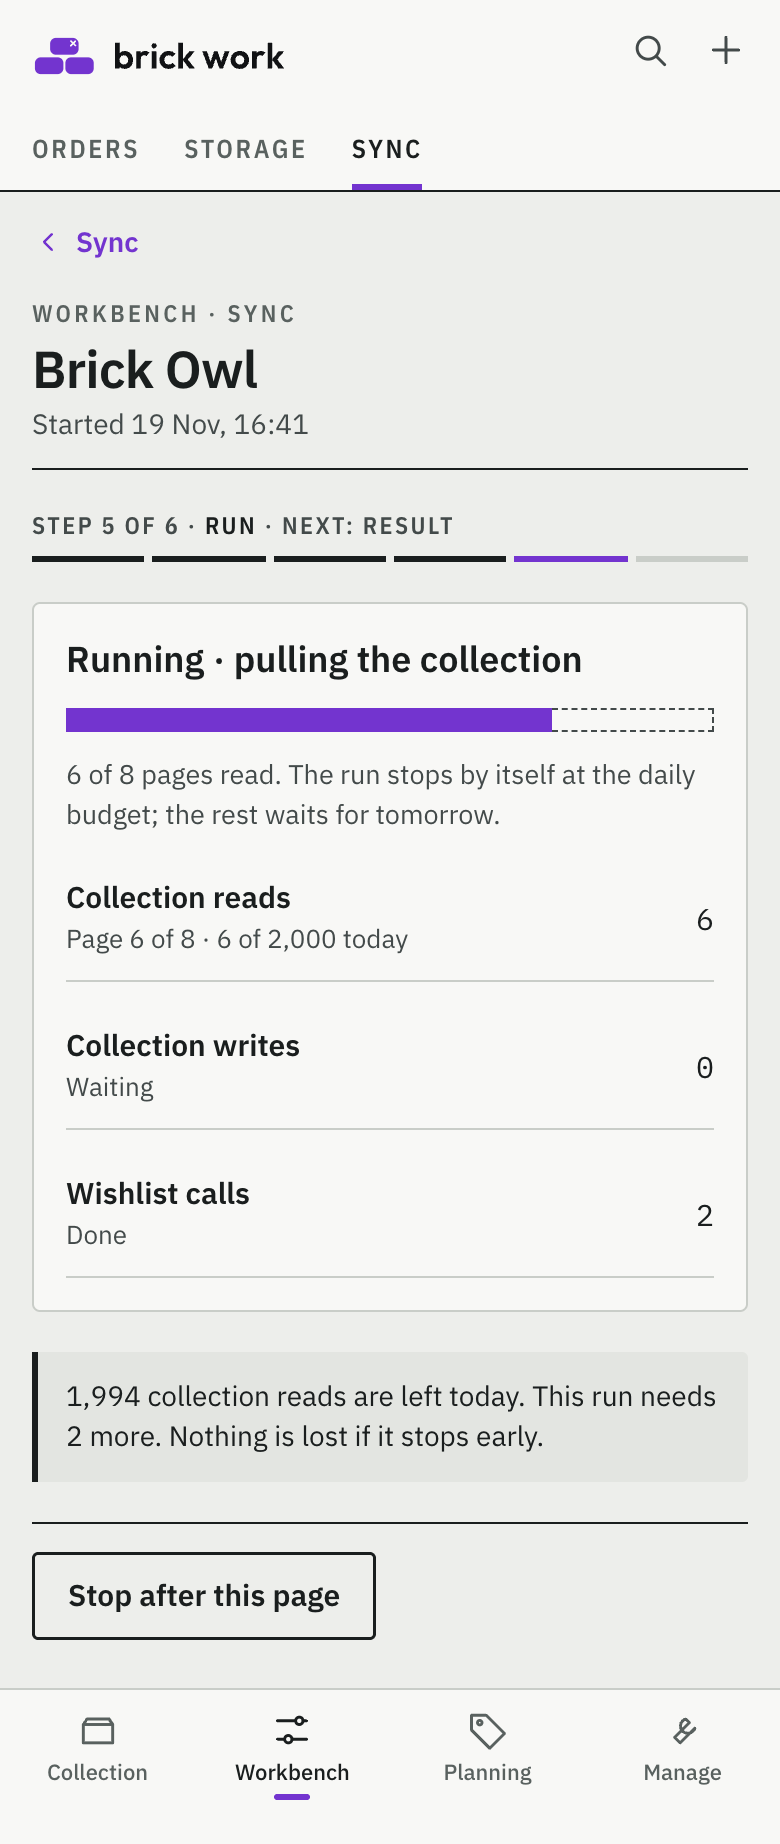 brick work
ORDERS STORAGE SYNC
Sync
WORKBENCH · SYNC
Brick Owl
Started 19 Nov, 16:41
STEP 5 OF 6 · RUN · NEXT: RESULT
Running · pulling the collection
6 of 8 pages read. The run stops by itself at the daily
budget; the rest waits for tomorrow.
Collection reads
Page 6 of 8 · 6 of 2,000 today
6
Collection writes
Waiting
0
Wishlist calls
Done
2
1,994 collection reads are left today. This run needs
2 more. Nothing is lost if it stops early.
Stop after this page
Collection Workbench Planning Manage